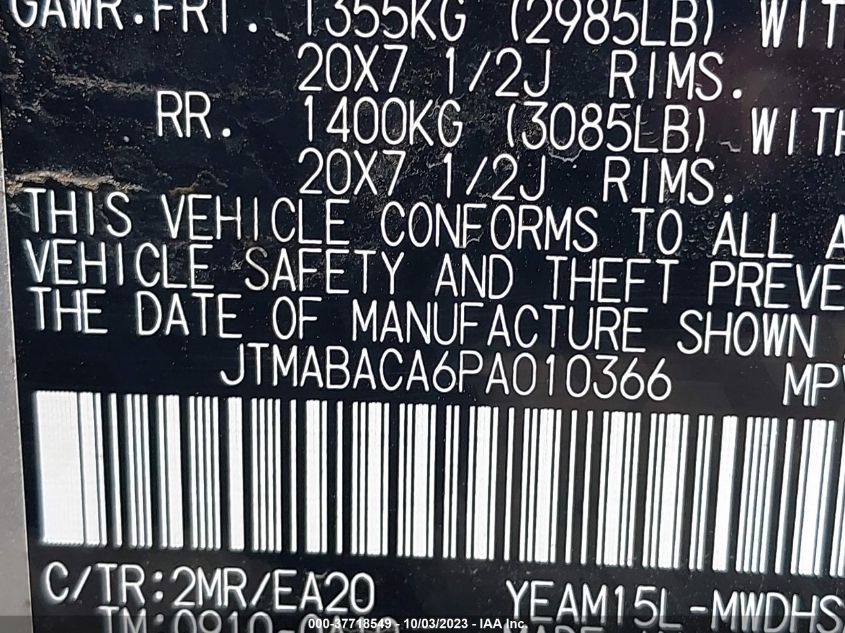 GAWR:FRT. 1355KG (2985LB) WIT
20X7 1/2J RIMS.
RR. 1400KG (3085LB) WITH
20X7 1/2J RIMS.
THIS VEHICLE CONFORMS TO ALL A
VEHICLE SAFETY AND THEFT PREVE
THE DATE OF MANUFACTURE SHOWN
JTMABACA6PA010366 MPV
C/TR:2MR/EA20 YEAM15L-MWDHS
000-37718549 - 10/03/2023 - IAA Inc.